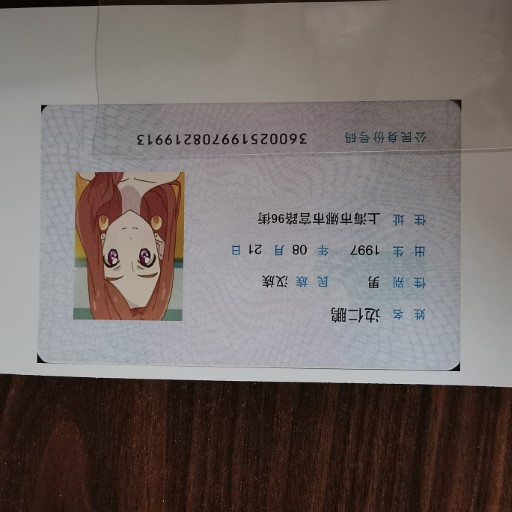 姓名 边仁鹏
性别 男 民族 汉族
出生 1997 年 08 月 21 日
住址 上海市娜市宫路96街
公民身份号码 360025199708219913